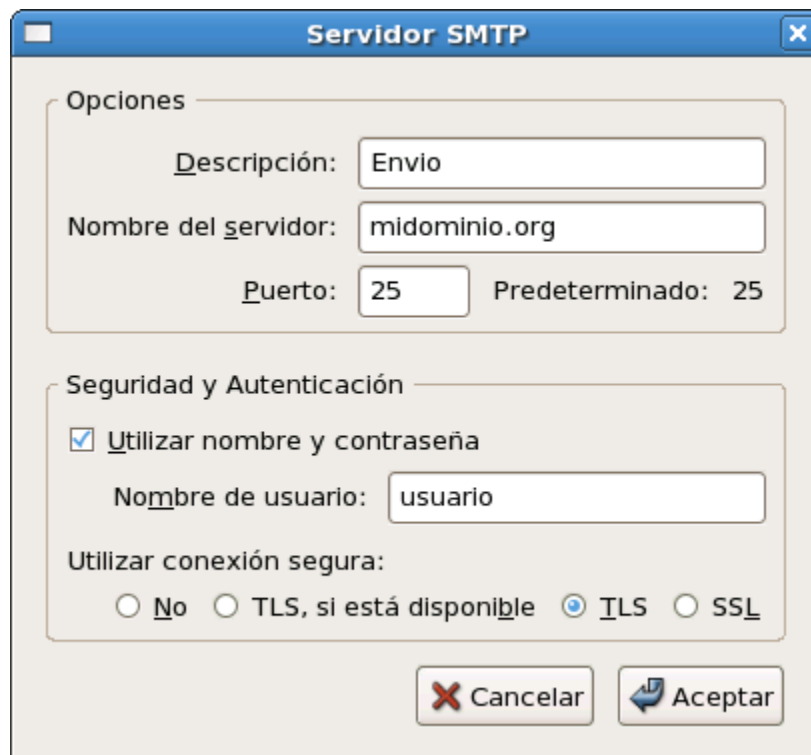 Servidor SMTP
Opciones
Descripción: Envio
Nombre del servidor: midominio.org
Puerto: 25 Predeterminado: 25
Seguridad y Autenticación
Utilizar nombre y contraseña
Nombre de usuario: usuario
Utilizar conexión segura:
No TLS, si está disponible TLS SSL
Cancelar Aceptar